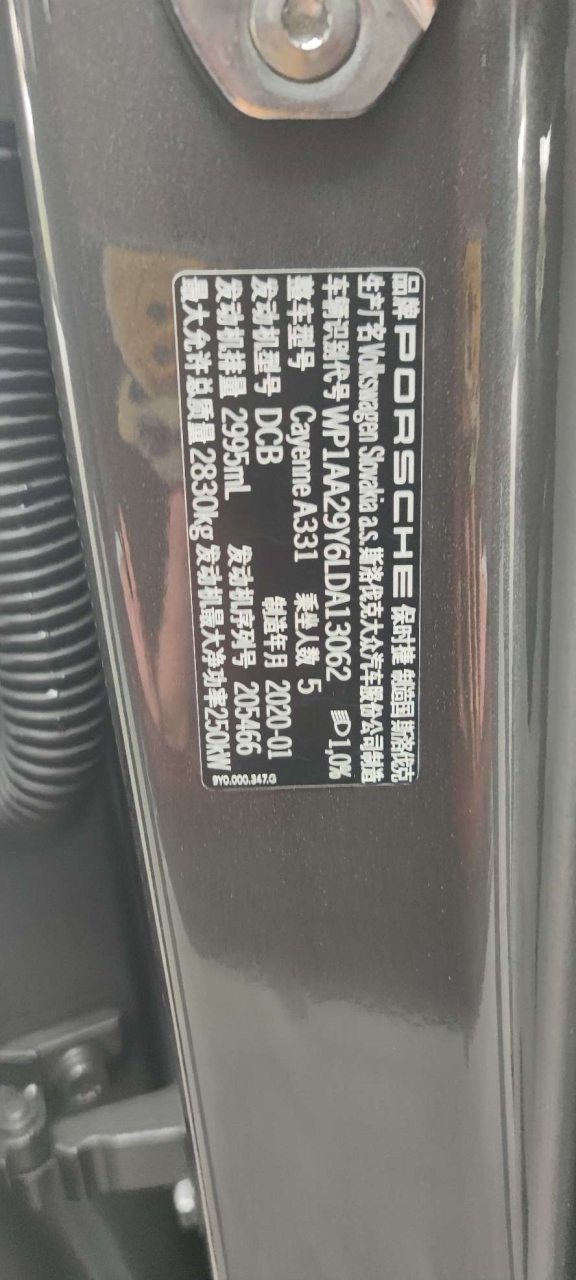 品牌 PORSCHE 保时捷 制造国 斯洛伐克
生产厂名 Volkswagen Slovakia a.s. 斯洛伐克大众汽车股份公司制造
车辆识别代号 WP1AA29Y6LDA13062 1,0%
整车型号 Cayenne A331 乘坐人数 5
发动机型号 DCB 制造年月 2020-01
发动机排量 2995mL 发动机序列号 205466
最大允许总质量 2830kg 发动机最大净功率 250KW
9Y0.000.347.G